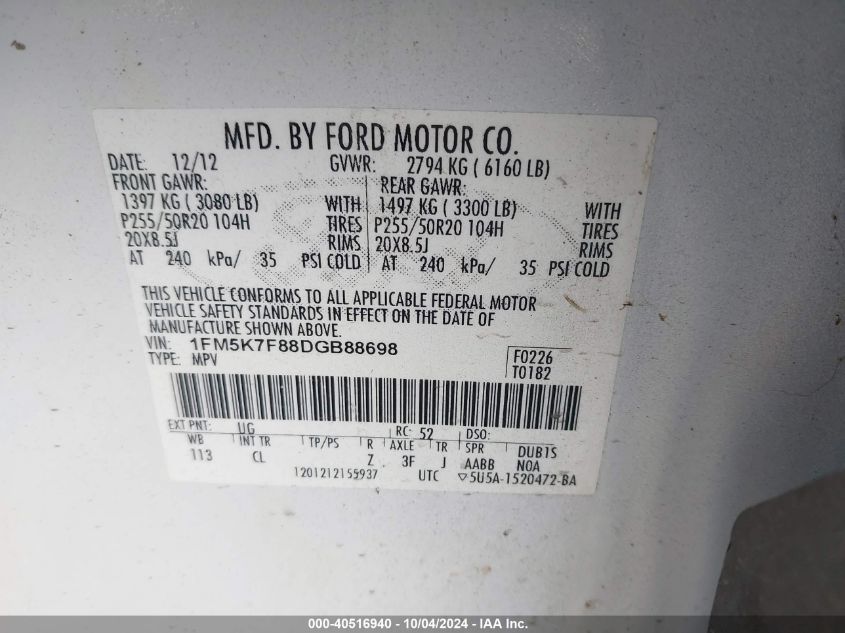 MFD. BY FORD MOTOR CO.
DATE: 12/12 GVWR: 2794 KG ( 6160 LB)
FRONT GAWR: REAR GAWR:
1397 KG ( 3080 LB) WITH 1497 KG ( 3300 LB) WITH
P255/50R20 104H TIRES P255/50R20 104H TIRES
20X8.5J RIMS 20X8.5J RIMS
AT 240 kPa/ 35 PSI COLD AT 240 kPa/ 35 PSI COLD
THIS VEHICLE CONFORMS TO ALL APPLICABLE FEDERAL MOTOR
VEHICLE SAFETY STANDARDS IN EFFECT ON THE DATE OF
MANUFACTURE SHOWN ABOVE.
VIN: 1FM5K7F88DGB88698 F0226
TYPE: MPV T0182
EXT PNT: UG RC: 52 DSO:
WB INT TR TP/PS R AXLE TR SPR DUB1S
113 CL Z 3F J AABB NOA
1201212155937 UTC ▽5U5A-1520472-BA
000-40516940 - 10/04/2024 - IAA Inc.